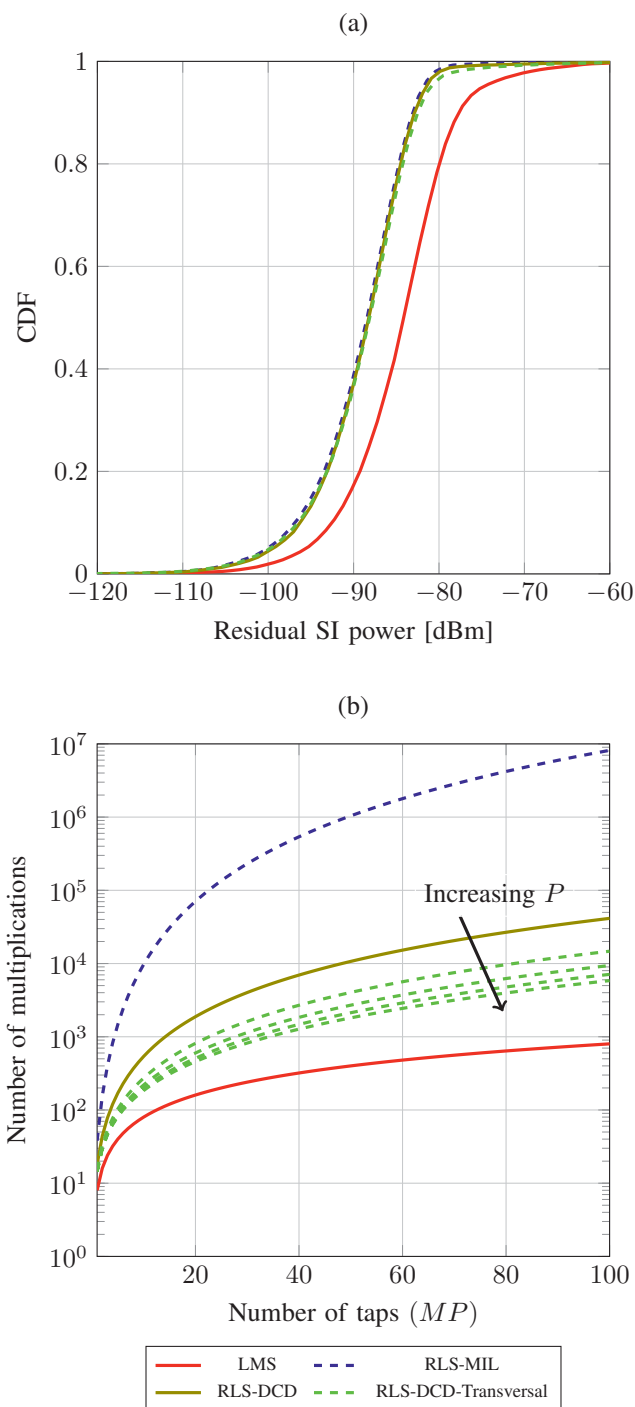 (a)
1
0.8
0.6
0.4
0.2
0
CDF
−120 −110 −100 −90 −80 −70 −60
Residual SI power [dBm]
(b)
10^7
10^6
10^5
10^4
10^3
10^2
10^1
10^0
Number of multiplications
Increasing P
20 40 60 80 100
Number of taps (MP)
LMS RLS-MIL
RLS-DCD RLS-DCD-Transversal